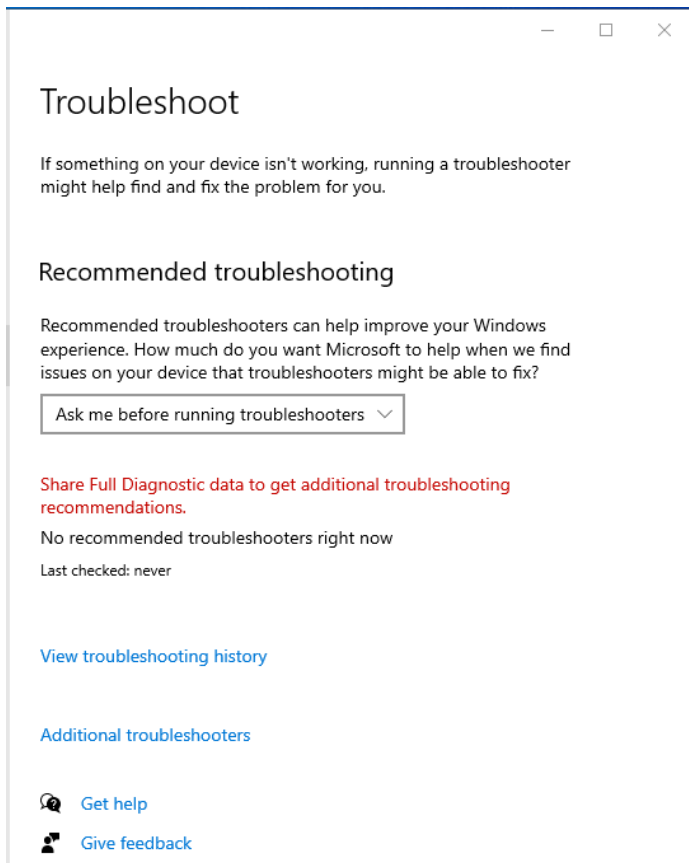 Troubleshoot
If something on your device isn't working, running a troubleshooter
might help find and fix the problem for you.
Recommended troubleshooting
Recommended troubleshooters can help improve your Windows
experience. How much do you want Microsoft to help when we find
issues on your device that troubleshooters might be able to fix?
Ask me before running troubleshooters
Share Full Diagnostic data to get additional troubleshooting
recommendations.
No recommended troubleshooters right now
Last checked: never
View troubleshooting history
Additional troubleshooters
Get help
Give feedback